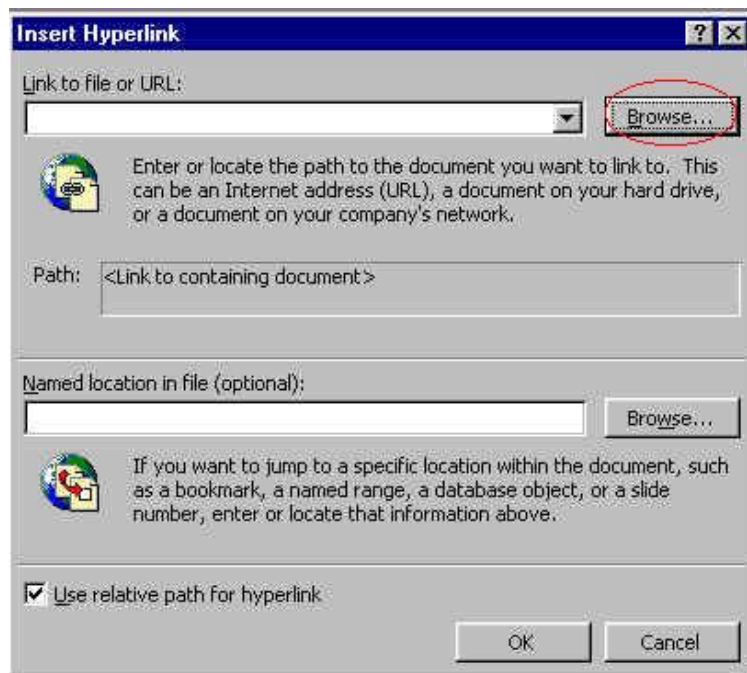 Insert Hyperlink
Link to file or URL:
Browse...
Enter or locate the path to the document you want to link to. This
can be an Internet address (URL), a document on your hard drive,
or a document on your company's network.
Path: <Link to containing document>
Named location in file (optional):
Browse...
If you want to jump to a specific location within the document, such
as a bookmark, a named range, a database object, or a slide
number, enter or locate that information above.
Use relative path for hyperlink
OK Cancel